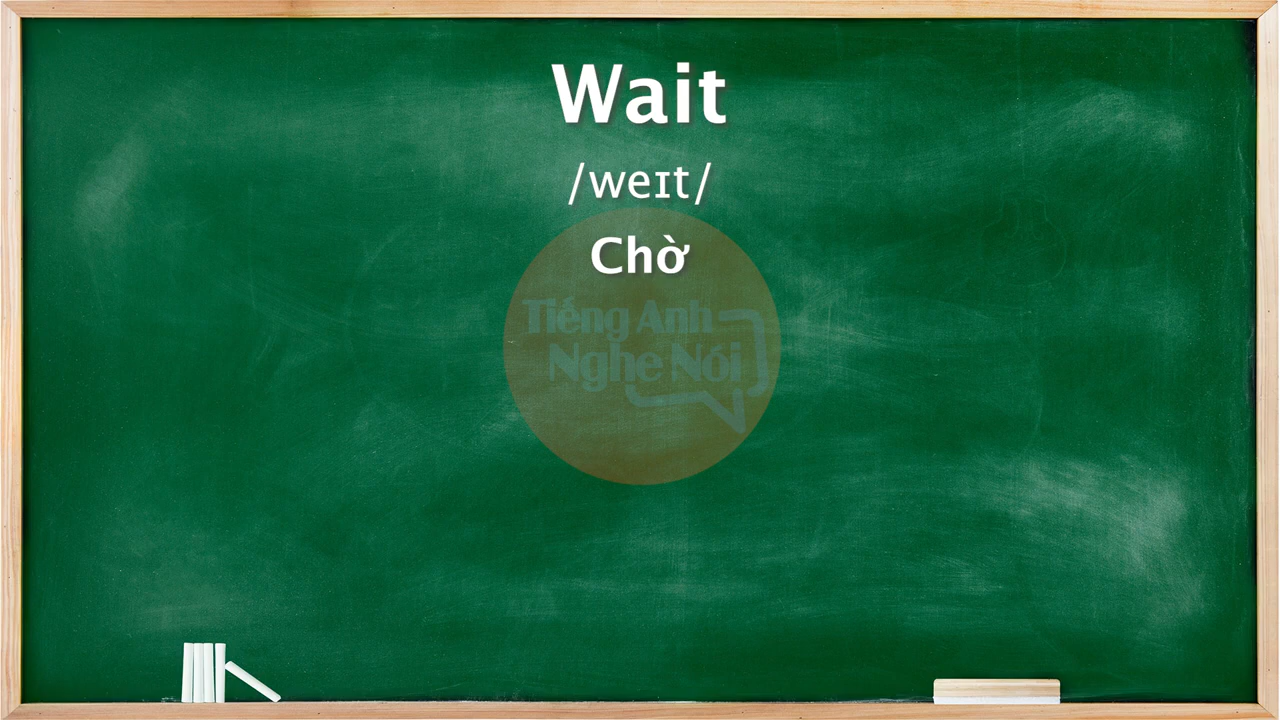 Wait
/weɪt/
Chờ
Tiếng Anh
Nghe Nói